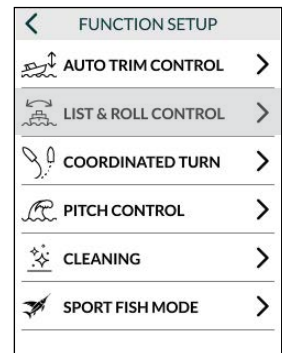 FUNCTION SETUP
AUTO TRIM CONTROL
LIST & ROLL CONTROL
COORDINATED TURN
PITCH CONTROL
CLEANING
SPORT FISH MODE